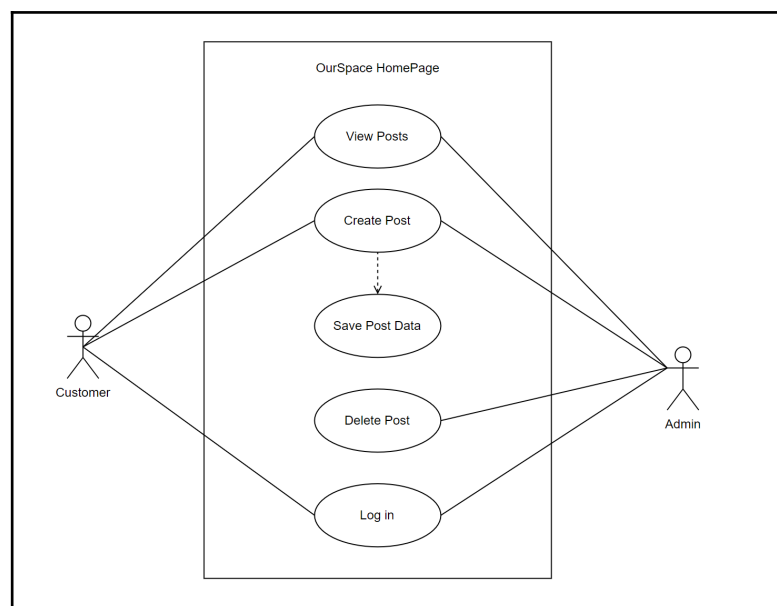 OurSpace HomePage
View Posts
Create Post
Save Post Data
Customer
Delete Post
Admin
Log in